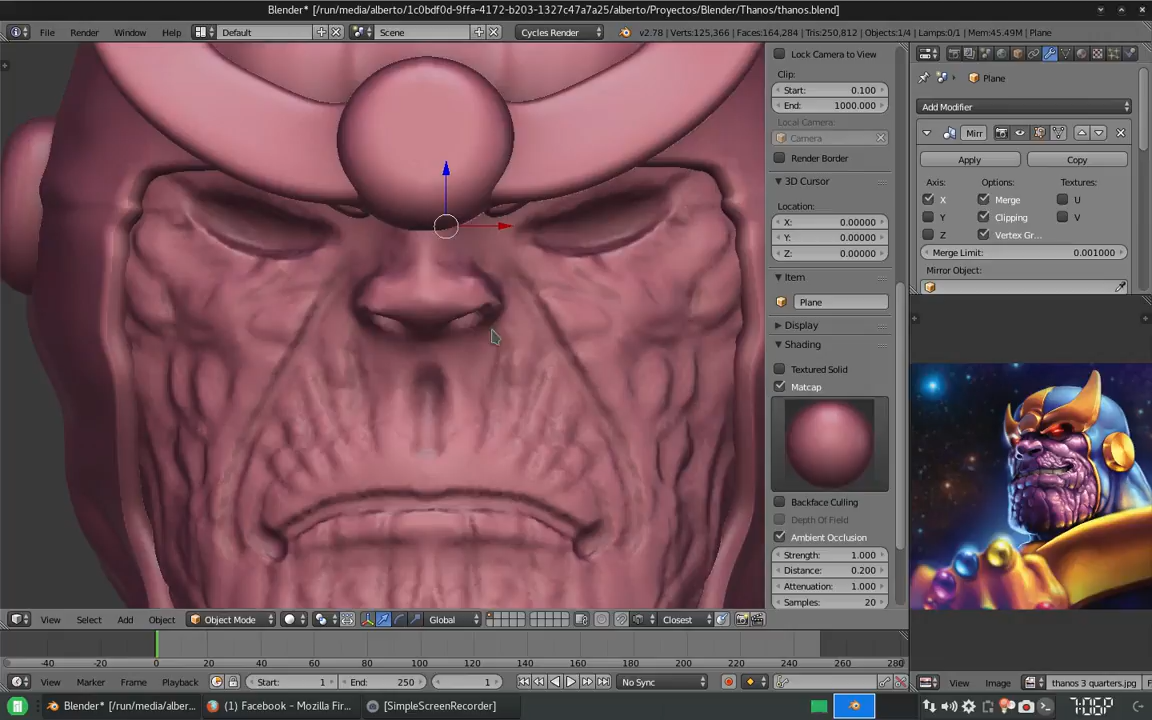 Blender* [/run/media/alberto/1c0bdf0d-9ffa-4172-b203-1327c47a7a25/alberto/Proyectos/Blender/Thanos/thanos.blend]
File Render Window Help Default Scene Cycles Render v2.78 | Verts:125,366 | Faces:164,284 | Tris:250,812 | Objects:1/4 | Lamps:0/1 | Mem:45.49M | Plane
Lock Camera to View
Clip:
Start: 0.100
End: 1000.000
Local Camera:
Camera
Render Border
3D Cursor
Location:
X: 0.00000
Y: 0.00000
Z: 0.00000
Item
Plane
Display
Shading
Textured Solid
Matcap
Backface Culling
Depth Of Field
Ambient Occlusion
Strength: 1.000
Distance: 0.200
Attenuation: 1.000
Samples: 20
Plane
Add Modifier
Mirr
Apply Copy
Axis: Options: Textures:
X Merge U
Y Clipping V
Z Vertex Gr...
Merge Limit: 0.001000
Mirror Object:
View Select Add Object Object Mode Global Closest
-40 -20 0 20 40 60 80 100 120 140 160 180 200 220 240 260 280
View Marker Frame Playback Start: 1 End: 250 1 No Sync
View Image thanos 3 quarters.jpg F
Blender* [/run/media/alber... (1) Facebook - Mozilla Fir... [SimpleScreenRecorder] 7:06P